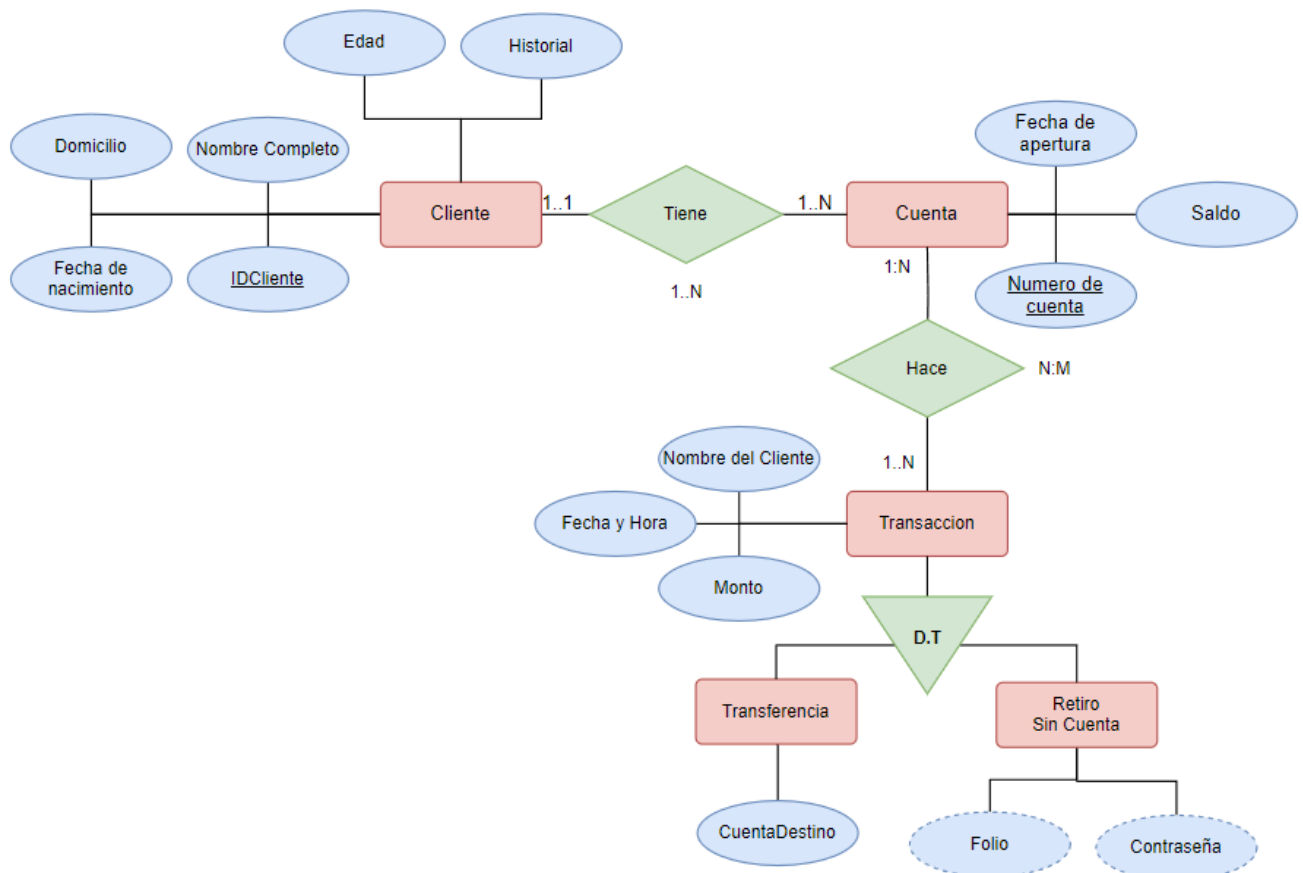 Edad
Historial
Domicilio
Nombre Completo
Fecha de
apertura
Cliente
1..1
Tiene
1..N
Cuenta
Saldo
Fecha de
nacimiento
IDCliente
1..N
1:N
Numero de
cuenta
Hace
N:M
Nombre del Cliente
1..N
Fecha y Hora
Transaccion
Monto
D.T
Transferencia
Retiro
Sin Cuenta
CuentaDestino
Folio
Contraseña